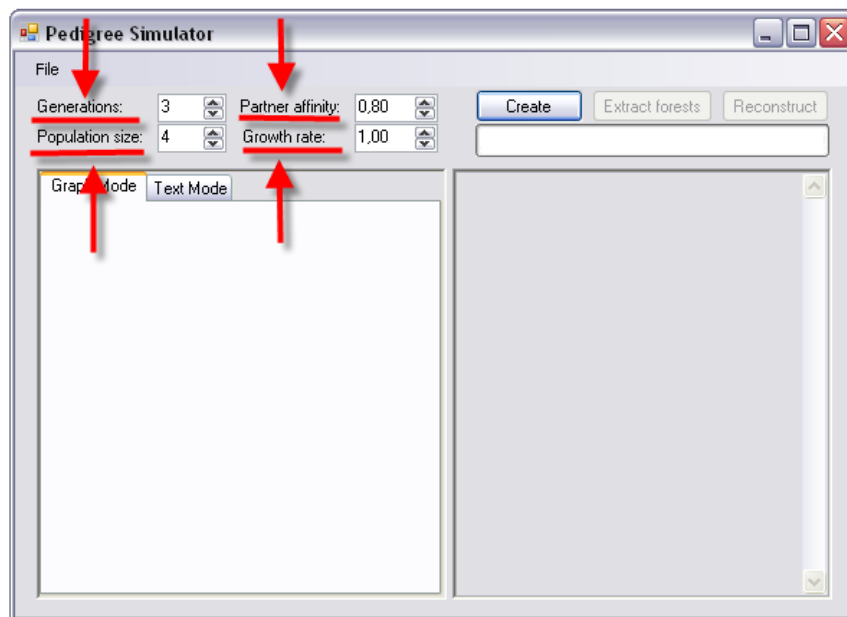 Pedigree Simulator
File
Generations: 3 Partner affinity: 0,80 Create Extract forests Reconstruct
Population size: 4 Growth rate: 1,00
Graph Mode Text Mode